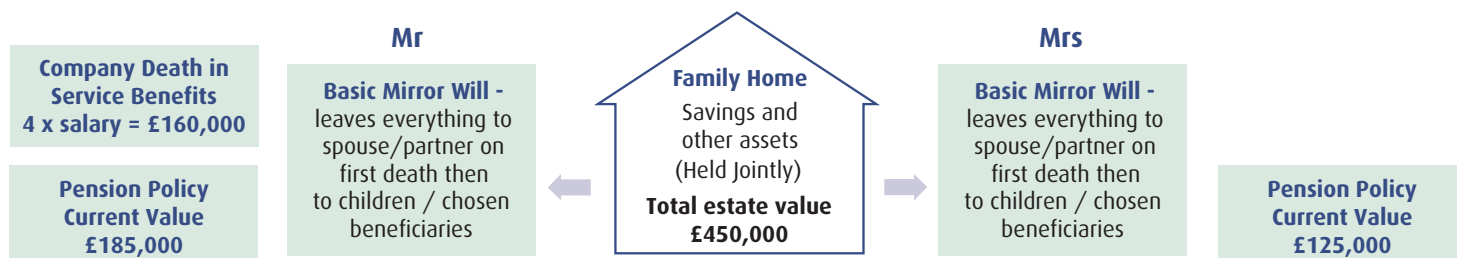 Mr
Mrs
Company Death in
Service Benefits
4 x salary = £160,000
Pension Policy
Current Value
£185,000
Basic Mirror Will -
leaves everything to
spouse/partner on
first death then
to children / chosen
beneficiaries
Family Home
Savings and
other assets
(Held Jointly)
Total estate value
£450,000
Basic Mirror Will -
leaves everything to
spouse/partner on
first death then
to children / chosen
beneficiaries
Pension Policy
Current Value
£125,000